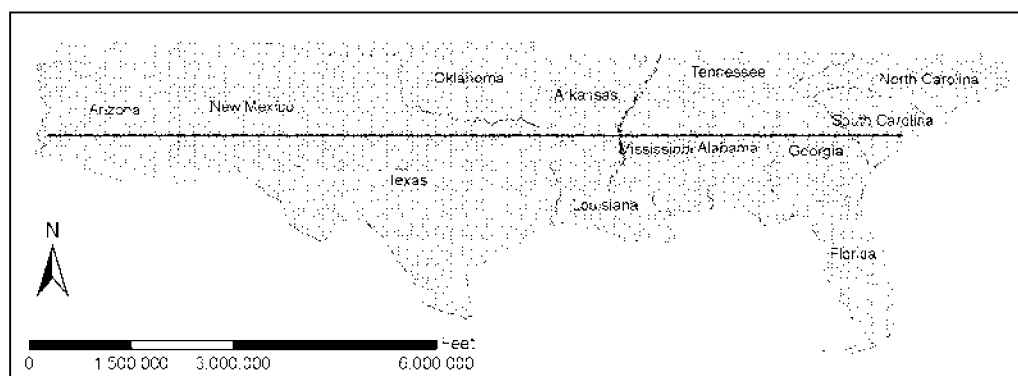 Oklahoma
Tennessee
North Carolina
Arkansas
Arizona
New Mexico
South Carolina
Mississippi Alabama
Georgia
Texas
Louisiana
N
Florida
Feet
0 1 500 000 3.000.000 6 000 000